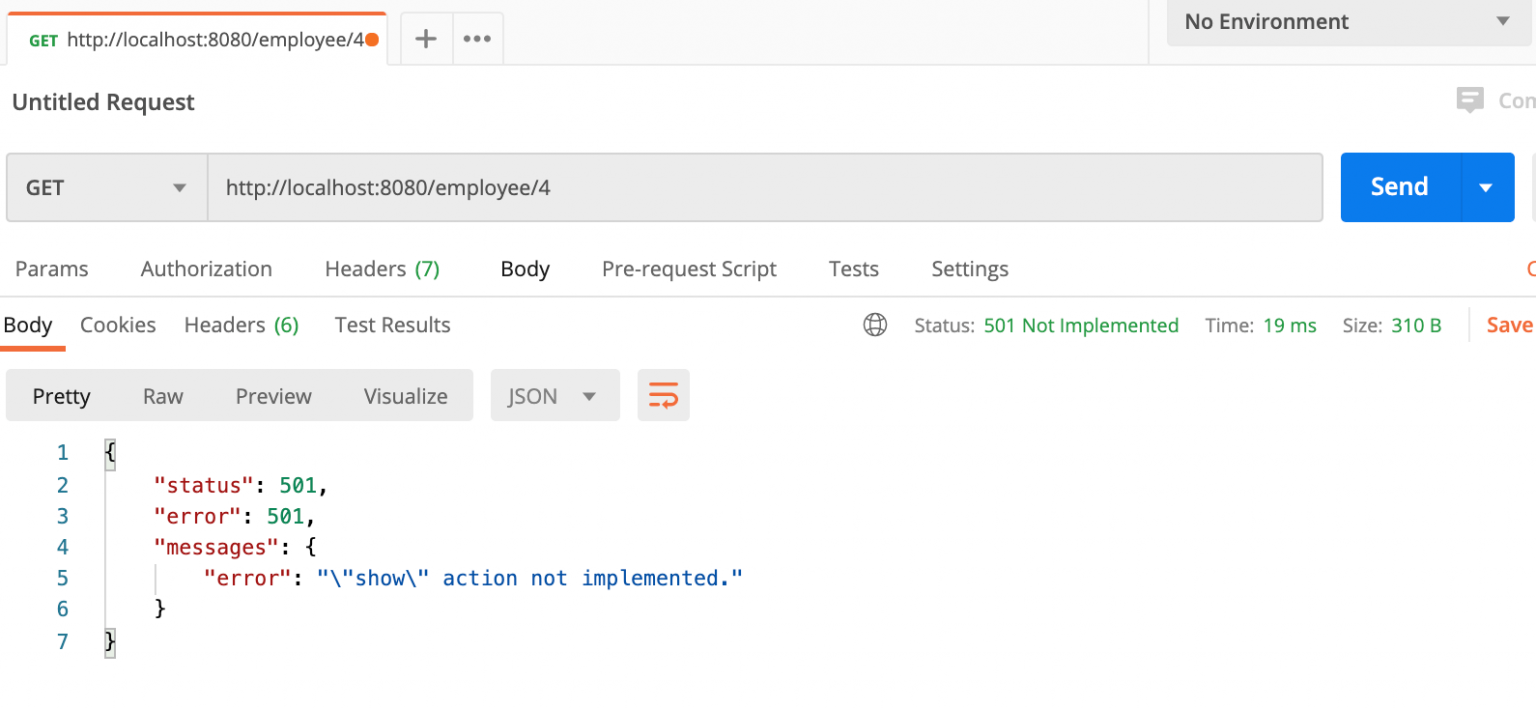 GET http://localhost:8080/employee/4
No Environment
Untitled Request
GET http://localhost:8080/employee/4 Send
Params Authorization Headers (7) Body Pre-request Script Tests Settings
Body Cookies Headers (6) Test Results Status: 501 Not Implemented Time: 19 ms Size: 310 B Save
Pretty Raw Preview Visualize JSON
1 {
2 "status": 501,
3 "error": 501,
4 "messages": {
5 "error": "\"show\" action not implemented."
6 }
7 }